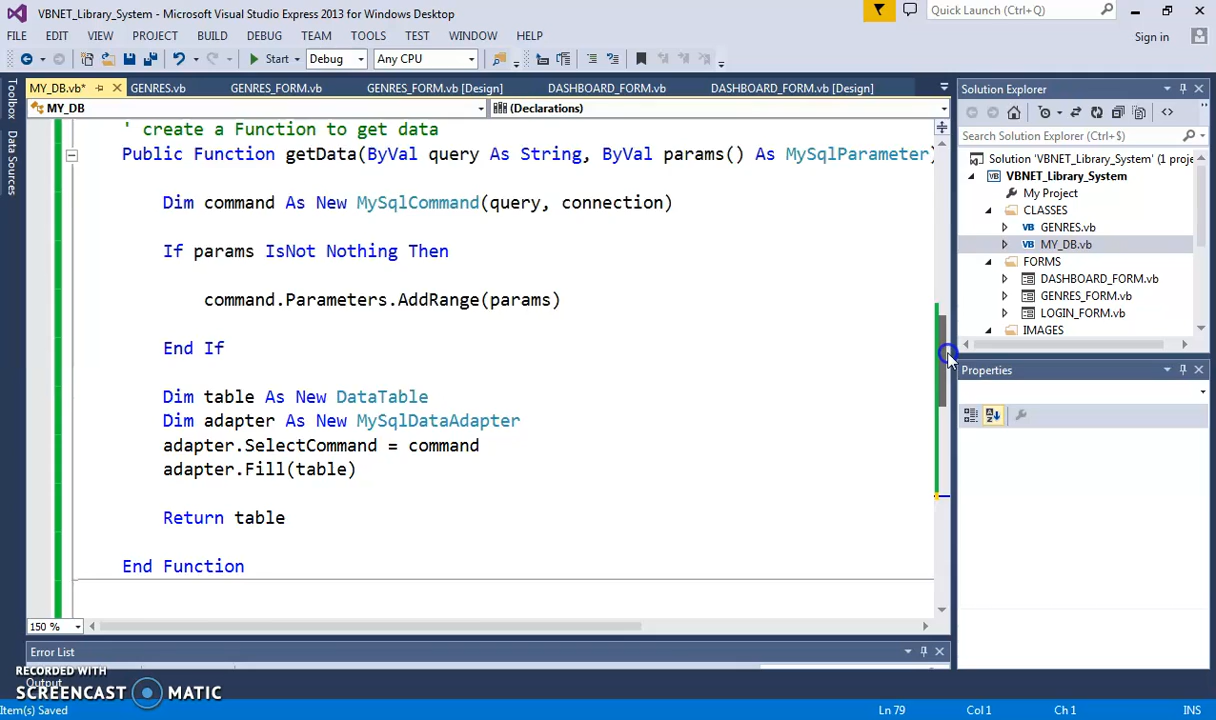 VBNET_Library_System - Microsoft Visual Studio Express 2013 for Windows Desktop
Quick Launch (Ctrl+Q)
FILE EDIT VIEW PROJECT BUILD DEBUG TEAM TOOLS TEST WINDOW HELP
Sign in
Start Debug Any CPU
Toolbox
Data Sources
MY_DB.vb* GENRES.vb GENRES_FORM.vb GENRES_FORM.vb [Design] DASHBOARD_FORM.vb DASHBOARD_FORM.vb [Design]
MY_DB (Declarations)
' create a Function to get data
Public Function getData(ByVal query As String, ByVal params() As MySqlParameter)
Dim command As New MySqlCommand(query, connection)
If params IsNot Nothing Then
command.Parameters.AddRange(params)
End If
Dim table As New DataTable
Dim adapter As New MySqlDataAdapter
adapter.SelectCommand = command
adapter.Fill(table)
Return table
End Function
150 %
Error List
Output
Solution Explorer
Search Solution Explorer (Ctrl+$)
Solution 'VBNET_Library_System' (1 proje
VBNET_Library_System
My Project
CLASSES
GENRES.vb
MY_DB.vb
FORMS
DASHBOARD_FORM.vb
GENRES_FORM.vb
LOGIN_FORM.vb
IMAGES
Properties
RECORDED WITH
SCREENCAST MATIC
Item(s) Saved Ln 79 Col 1 Ch 1 INS